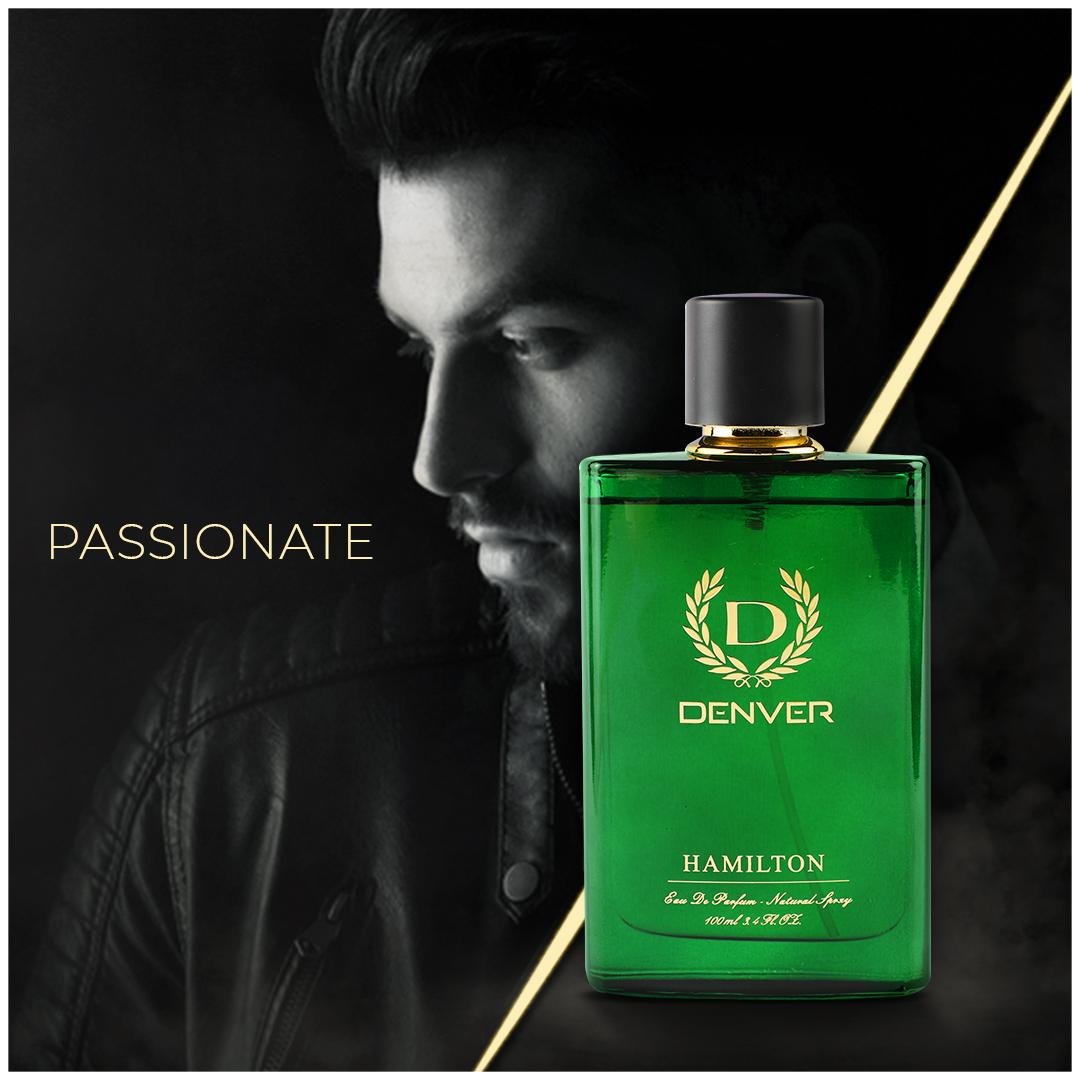 PASSIONATE
D
DENVER
HAMILTON
Eau De Parfum - Natural Spray
100ml 3.4 Fl. OZ.